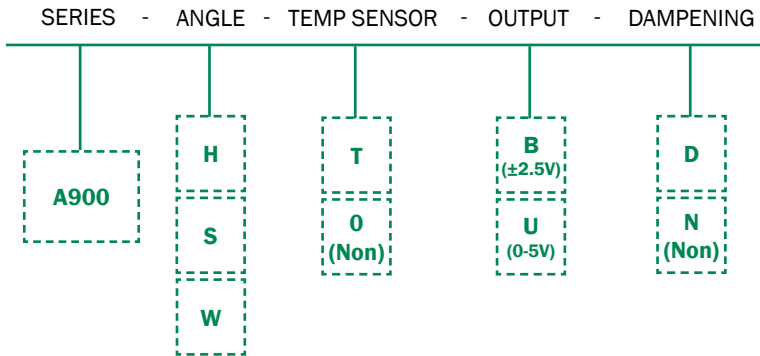 SERIES - ANGLE - TEMP SENSOR - OUTPUT - DAMPENING
A900
H
S
W
T
0
(Non)
B
(±2.5V)
U
(0-5V)
D
N
(Non)